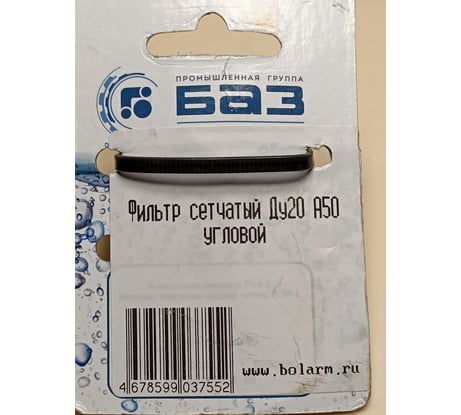 ПРОМЫШЛЕННАЯ ГРУППА
БАЗ
Фильтр сетчатый Ду20 А50
угловой
4 678599 037552
www.bolarm.ru